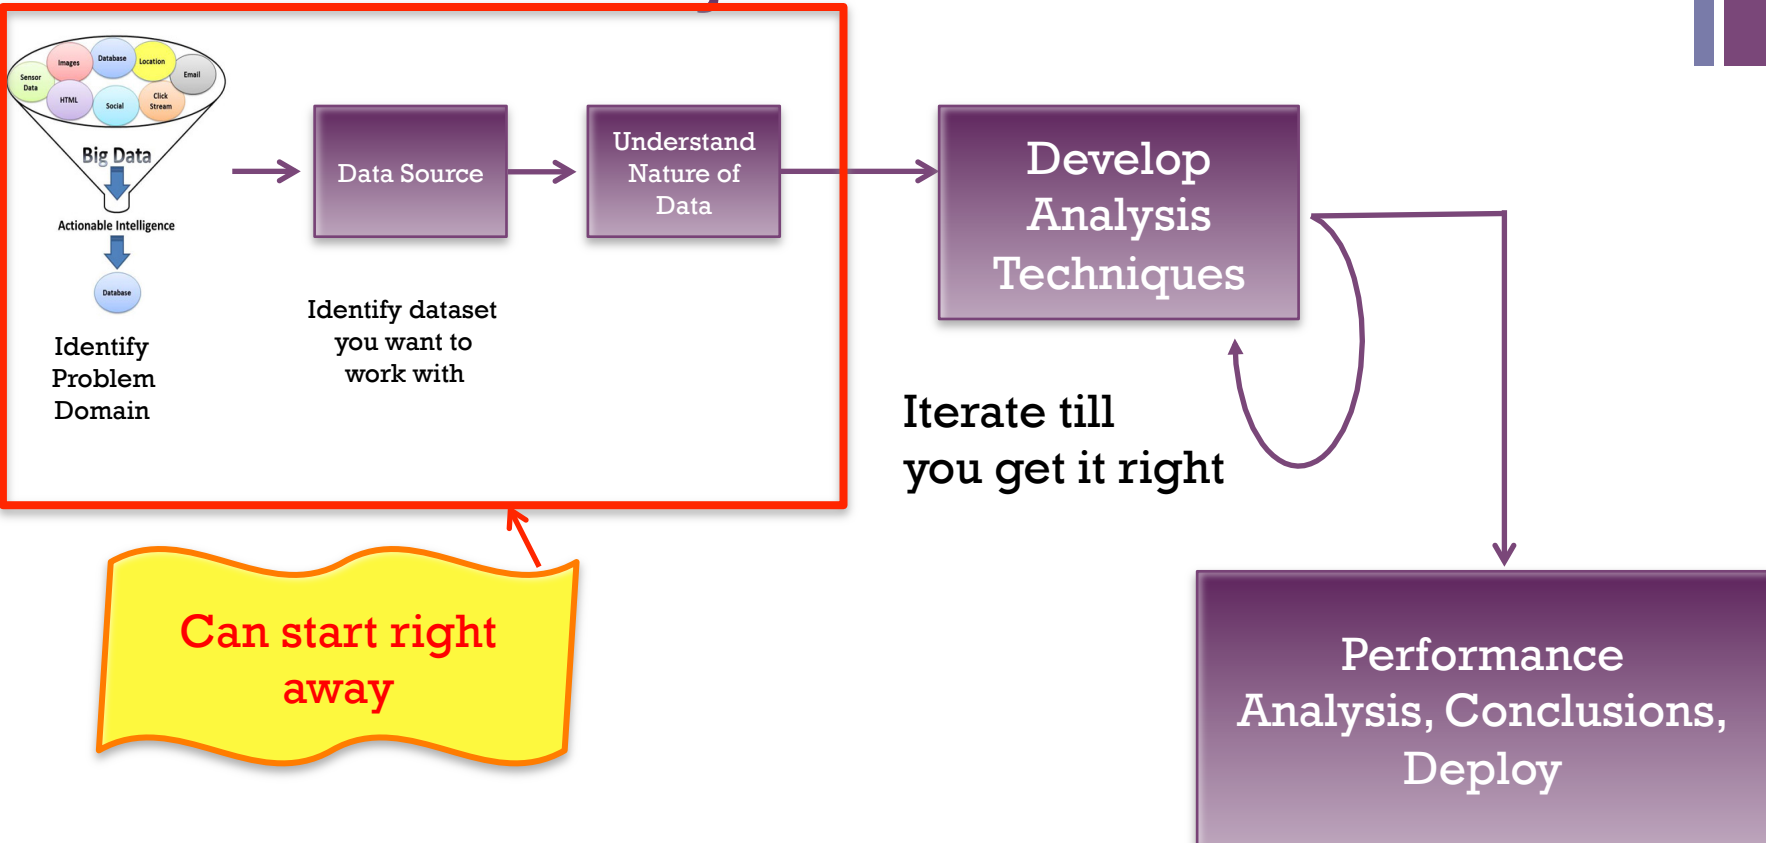 Sensor
Data
Images
Database
Location
Email
HTML
Social
Click
Stream
Big Data
Actionable Intelligence
Database
Identify
Problem
Domain
Data Source
Identify dataset
you want to
work with
Understand
Nature of
Data
Develop
Analysis
Techniques
Iterate till
you get it right
Can start right
away
Performance
Analysis, Conclusions,
Deploy